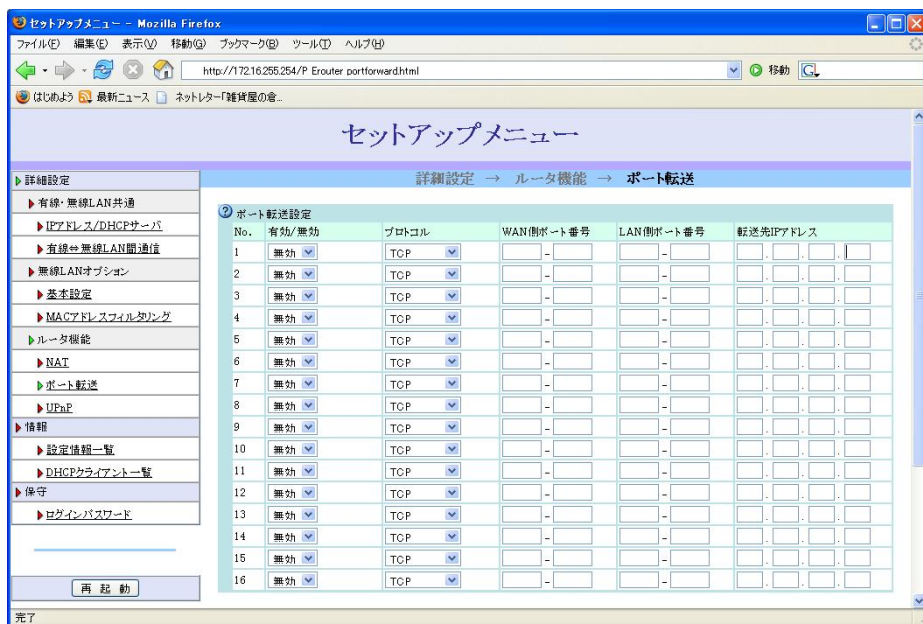 セットアップメニュー - Mozilla Firefox
ファイル(F) 編集(E) 表示(V) 移動(G) ブックマーク(B) ツール(T) ヘルプ(H)
http://172.16.255.254/P Erouter portforward.html 移動
はじめよう 最新ニュース ネットレター「雑貨屋の倉...
セットアップメニュー
詳細設定 → ルータ機能 → ポート転送
詳細設定
有線・無線LAN共通
IPアドレス/DHCPサーバ
有線⇔無線LAN間通信
無線LANオプション
基本設定
MACアドレスフィルタリング
ルータ機能
NAT
ポート転送
UPnP
情報
設定情報一覧
DHCPクライアント一覧
保守
ログインパスワード
再起動
ポート転送設定
No. 有効/無効 プロトコル WAN側ポート番号 LAN側ポート番号 転送先IPアドレス
1 無効 TCP - - . . .
2 無効 TCP - - . . .
3 無効 TCP - - . . .
4 無効 TCP - - . . .
5 無効 TCP - - . . .
6 無効 TCP - - . . .
7 無効 TCP - - . . .
8 無効 TCP - - . . .
9 無効 TCP - - . . .
10 無効 TCP - - . . .
11 無効 TCP - - . . .
12 無効 TCP - - . . .
13 無効 TCP - - . . .
14 無効 TCP - - . . .
15 無効 TCP - - . . .
16 無効 TCP - - . . .
完了